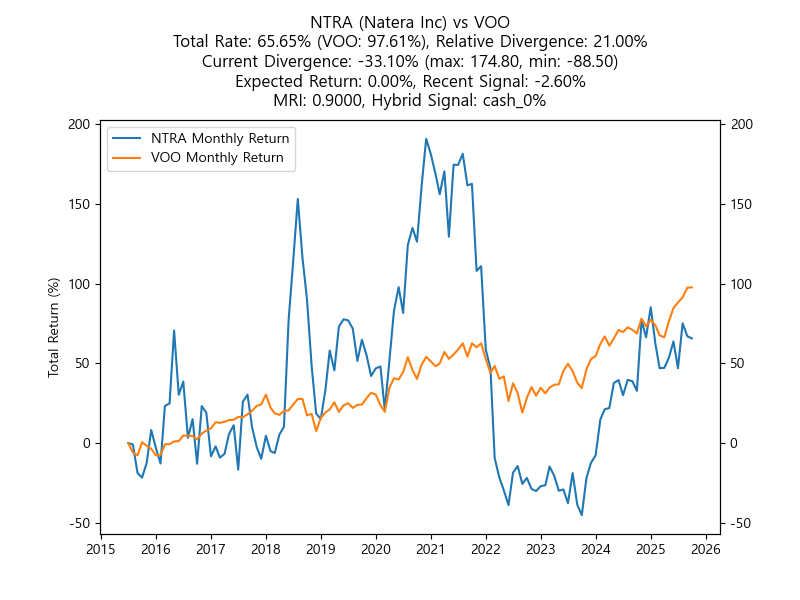 NTRA (Natera Inc) vs VOO
Total Rate: 65.65% (VOO: 97.61%), Relative Divergence: 21.00%
Current Divergence: -33.10% (max: 174.80, min: -88.50)
Expected Return: 0.00%, Recent Signal: -2.60%
MRI: 0.9000, Hybrid Signal: cash_0%
NTRA Monthly Return
VOO Monthly Return
Total Return (%)
200
150
100
50
0
-50
200
150
100
50
0
-50
2015 2016 2017 2018 2019 2020 2021 2022 2023 2024 2025 2026